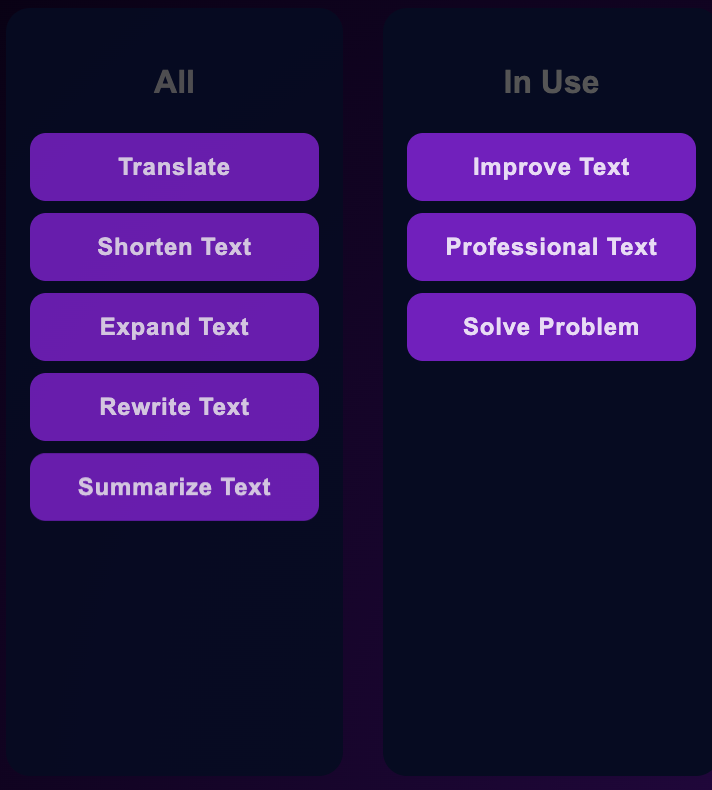 All
Translate
Shorten Text
Expand Text
Rewrite Text
Summarize Text
In Use
Improve Text
Professional Text
Solve Problem